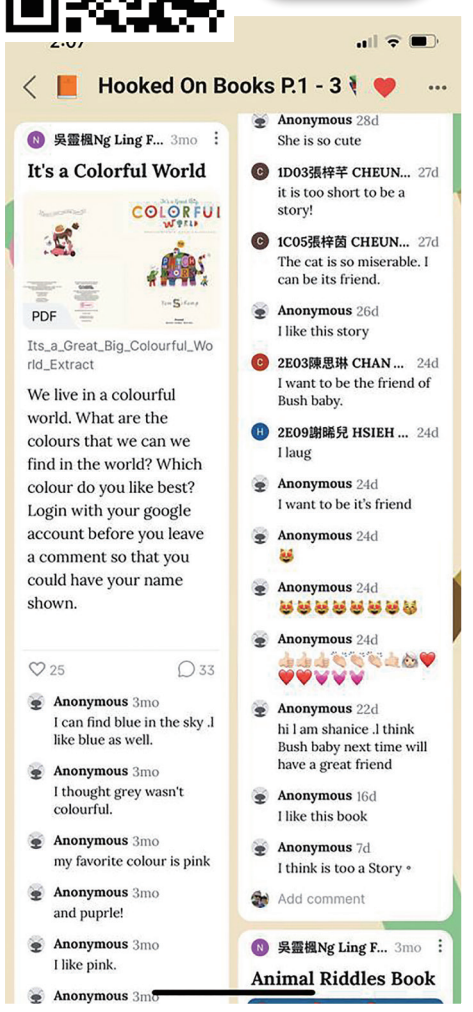 2:07
Hooked On Books P.1 - 3
吳靈楓Ng Ling F... 3mo
It's a Colorful World
COLORFUL
WORLD
PDF
Its_a_Great_Big_Colourful_Wo
rld_Extract
We live in a colourful
world. What are the
colours that we can we
find in the world? Which
colour do you like best?
Login with your google
account before you leave
a comment so that you
could have your name
shown.
25
33
Anonymous 3mo
I can find blue in the sky .l
like blue as well.
Anonymous 3mo
I thought grey wasn't
colourful.
Anonymous 3mo
my favorite colour is pink
Anonymous 3mo
and puprle!
Anonymous 3mo
I like pink.
Anonymous 3mo
Anonymous 28d
She is so cute
C 1D03張梓芊 CHEUN... 27d
it is too short to be a
story!
C 1C05張梓茵 CHEUN... 27d
The cat is so miserable. I
can be its friend.
Anonymous 26d
I like this story
C 2E03陳思琳 CHAN ... 24d
I want to be the friend of
Bush baby.
H 2E09謝晞兒 HSIEH ... 24d
I laug
Anonymous 24d
I want to be it's friend
Anonymous 24d
😻
Anonymous 24d
😻😻😻😻😻😻😻😽
Anonymous 24d
Anonymous 22d
hi l am shanice .l think
Bush baby next time will
have a great friend
Anonymous 16d
I like this book
Anonymous 7d
I think is too a Story。
Add comment
N 吳靈楓Ng Ling F... 3mo
Animal Riddles Book